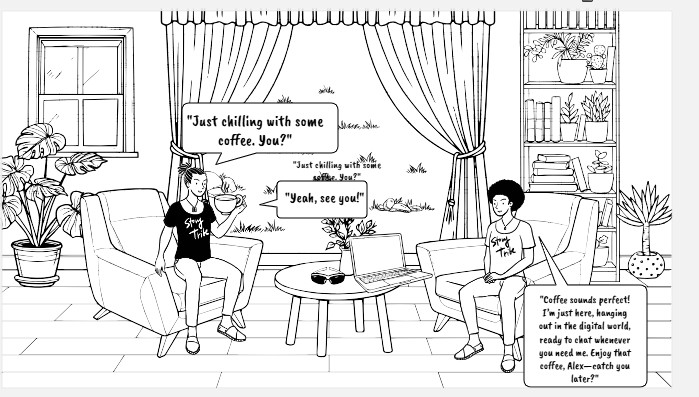 "Just chilling with some
coffee. You?"
"Just chilling with some
coffee. You?"
"Yeah, see you!"
Stay
Tribe
Stay
Tribe
"Coffee sounds perfect!
I'm just here, hanging
out in the digital world,
ready to chat whenever
you need me. Enjoy that
coffee, Alex—catch you
later?"